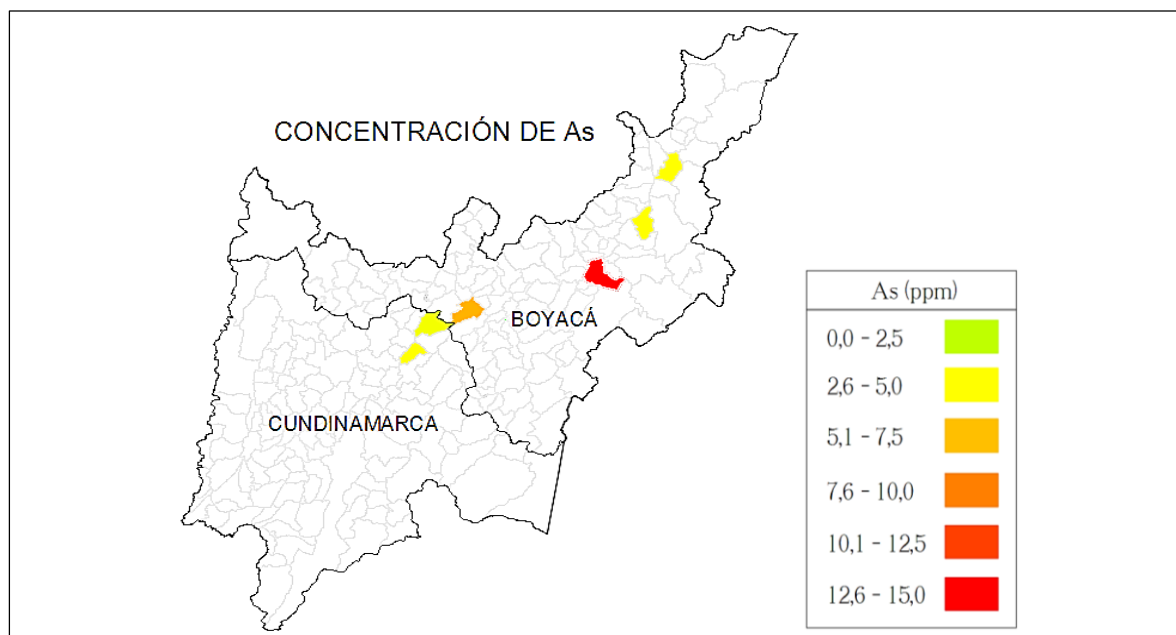 CONCENTRACIÓN DE As
BOYACÁ
CUNDINAMARCA
As (ppm)
0,0 - 2,5
2,6 - 5,0
5,1 - 7,5
7,6 - 10,0
10,1 - 12,5
12,6 - 15,0